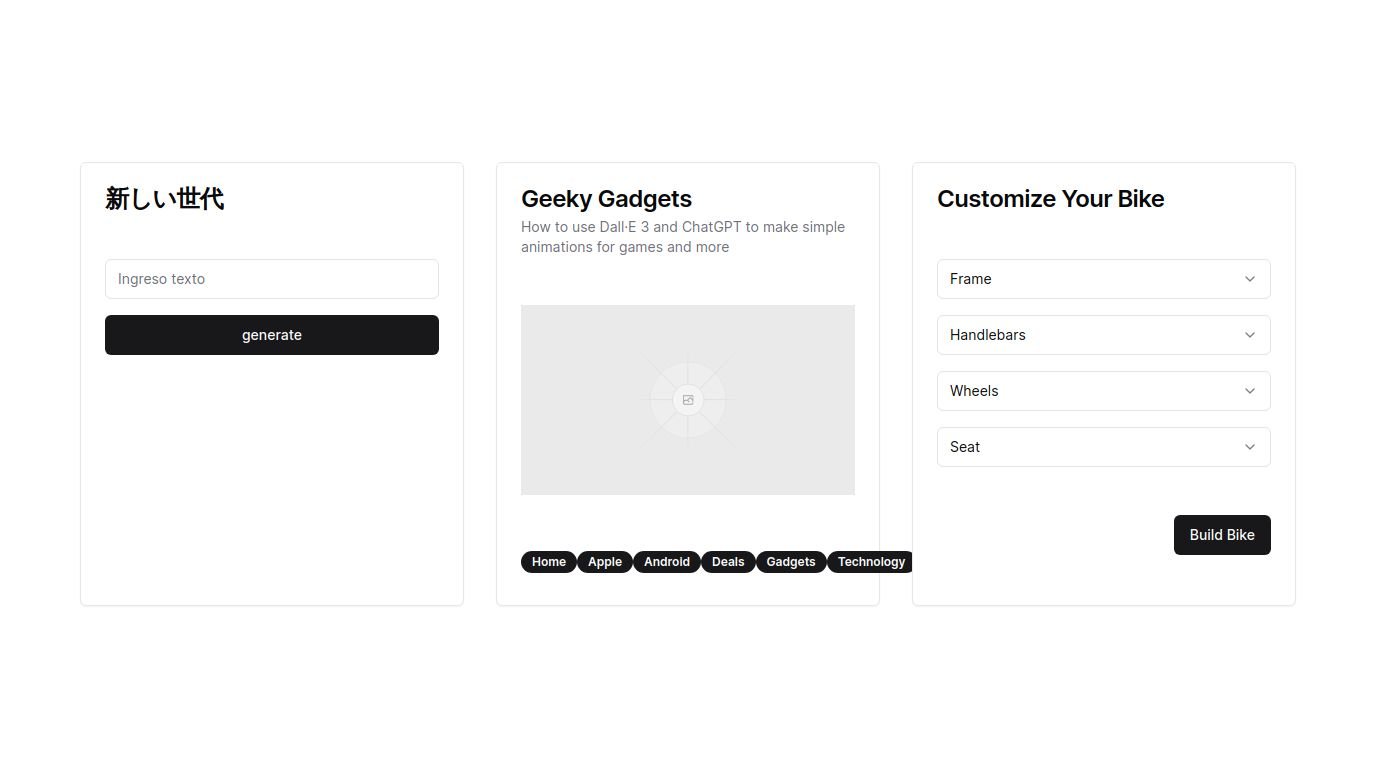 新しい世代
Ingreso texto
generate
Geeky Gadgets
How to use Dall·E 3 and ChatGPT to make simple
animations for games and more
Home Apple Android Deals Gadgets Technology
Customize Your Bike
Frame
Handlebars
Wheels
Seat
Build Bike